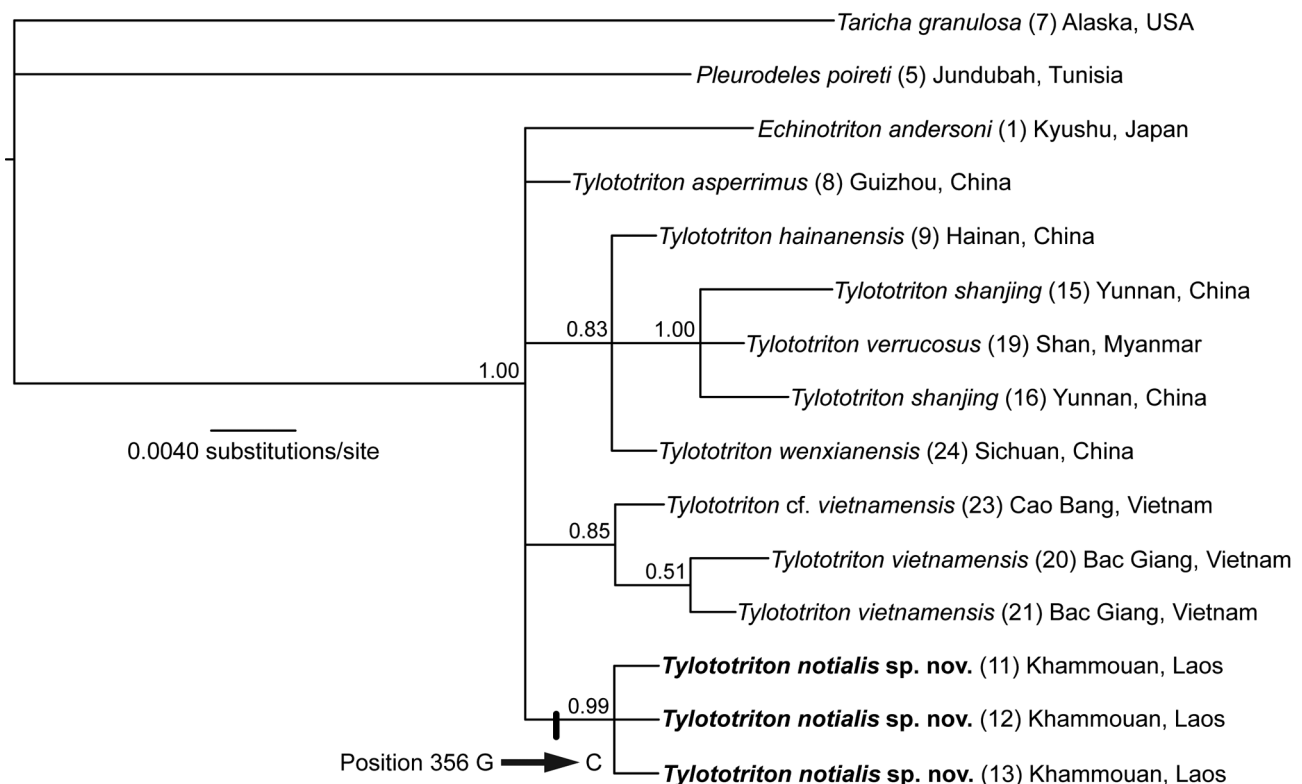 Taricha granulosa (7) Alaska, USA
Pleurodeles poireti (5) Jundubah, Tunisia
Echinotriton andersoni (1) Kyushu, Japan
Tylototriton asperrimus (8) Guizhou, China
Tylototriton hainanensis (9) Hainan, China
Tylototriton shanjing (15) Yunnan, China
0.83
1.00
Tylototriton verrucosus (19) Shan, Myanmar
1.00
Tylototriton shanjing (16) Yunnan, China
0.0040 substitutions/site
Tylototriton wenxianensis (24) Sichuan, China
Tylototriton cf. vietnamensis (23) Cao Bang, Vietnam
0.85
Tylototriton vietnamensis (20) Bac Giang, Vietnam
0.51
Tylototriton vietnamensis (21) Bac Giang, Vietnam
Tylototriton notialis sp. nov. (11) Khammouan, Laos
0.99
Tylototriton notialis sp. nov. (12) Khammouan, Laos
Position 356 G C
Tylototriton notialis sp. nov. (13) Khammouan, Laos